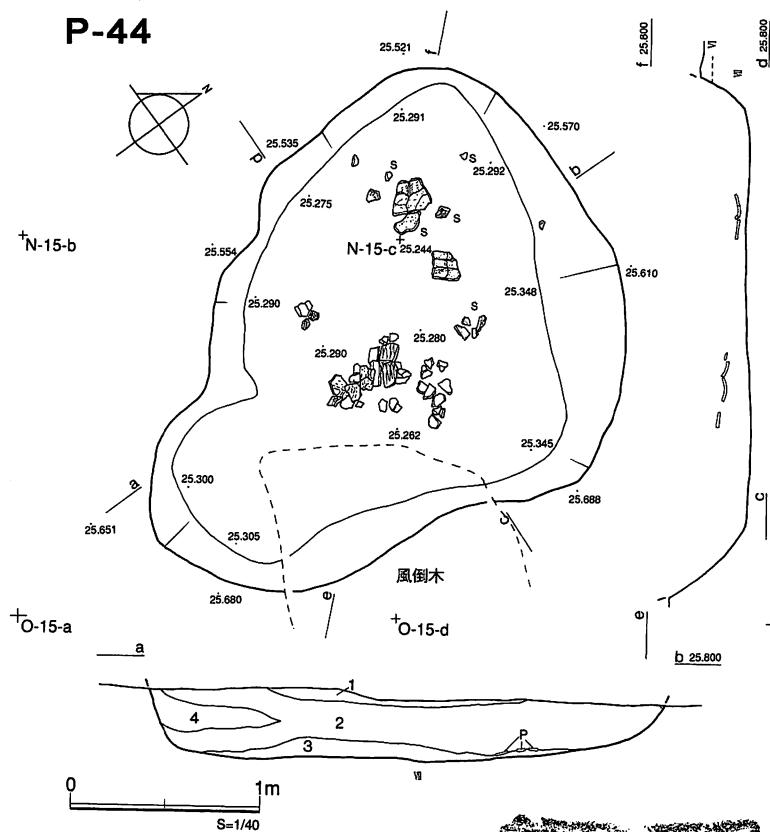 P-44
25.521
f
f 25.800
d 25.800
VI
VII
N
25.535
d
25.291
25.570
b
S
S
25.292
25.275
S
S
N-15-b
25.554
N-15-c
25.244
25.610
25.290
25.348
S
25.280
25.290
25.262
25.345
a
25.300
25.688
c
25.651
25.305
c
風倒木
25.680
e
e
O-15-a
O-15-d
a
b 25.800
1
4
2
3
P
VII
0
1m
S=1/40